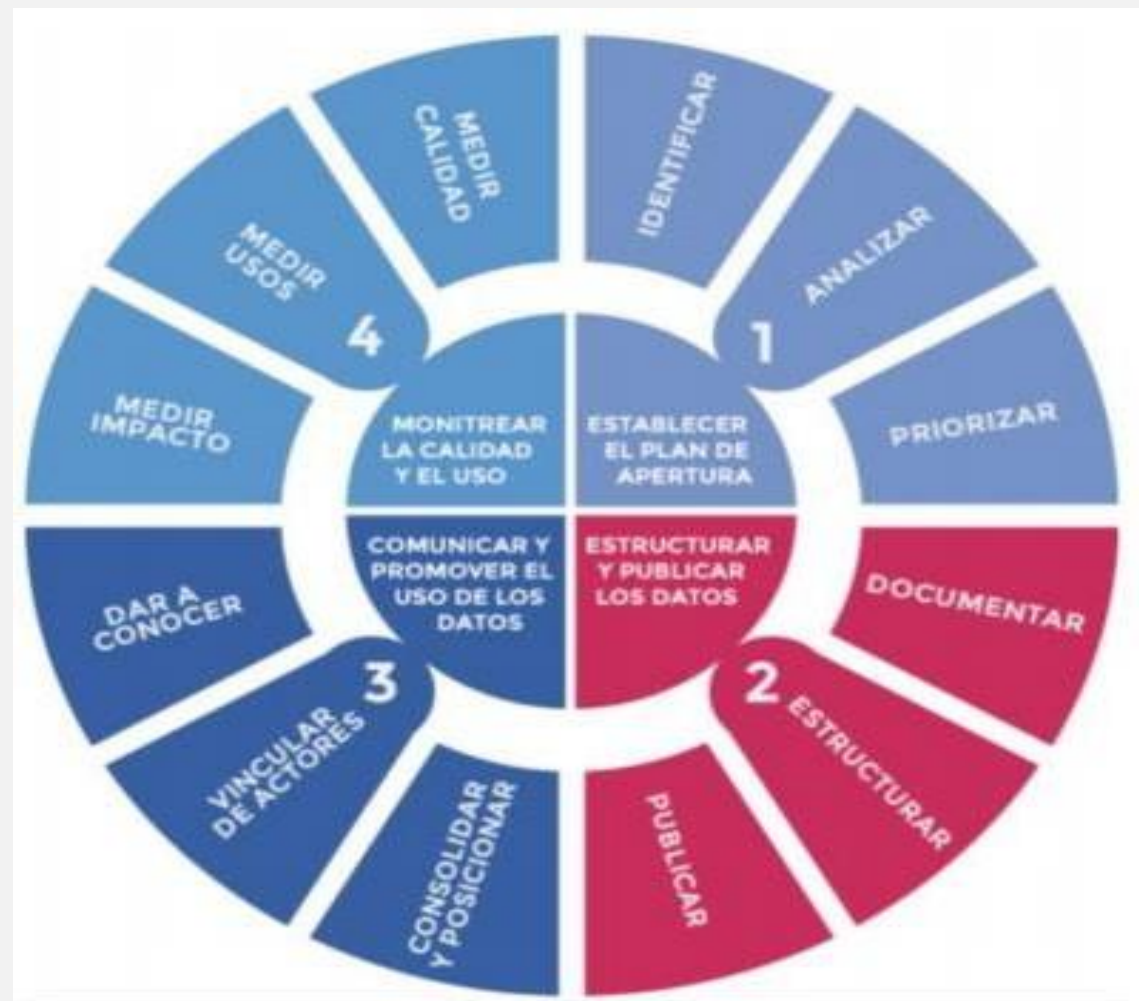 IDENTIFICAR
ANALIZAR
PRIORIZAR
1
ESTABLECER
EL PLAN DE
APERTURA
DOCUMENTAR
ESTRUCTURAR
PUBLICAR
2
ESTRUCTURAR
Y PUBLICAR
LOS DATOS
CONSOLIDAR
Y POSICIONAR
VINCULAR
DE ACTORES
DAR A
CONOCER
3
COMUNICAR Y
PROMOVER EL
USO DE LOS
DATOS
MEDIR
IMPACTO
MEDIR
USOS
MEDIR
CALIDAD
4
MONITREAR
LA CALIDAD
Y EL USO